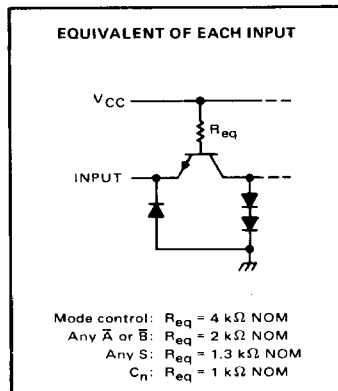 EQUIVALENT OF EACH INPUT
VCC
Req
INPUT
Mode control: Req = 4 kΩ NOM
Any A̅ or B̅: Req = 2 kΩ NOM
Any S: Req = 1.3 kΩ NOM
Cn: Req = 1 kΩ NOM